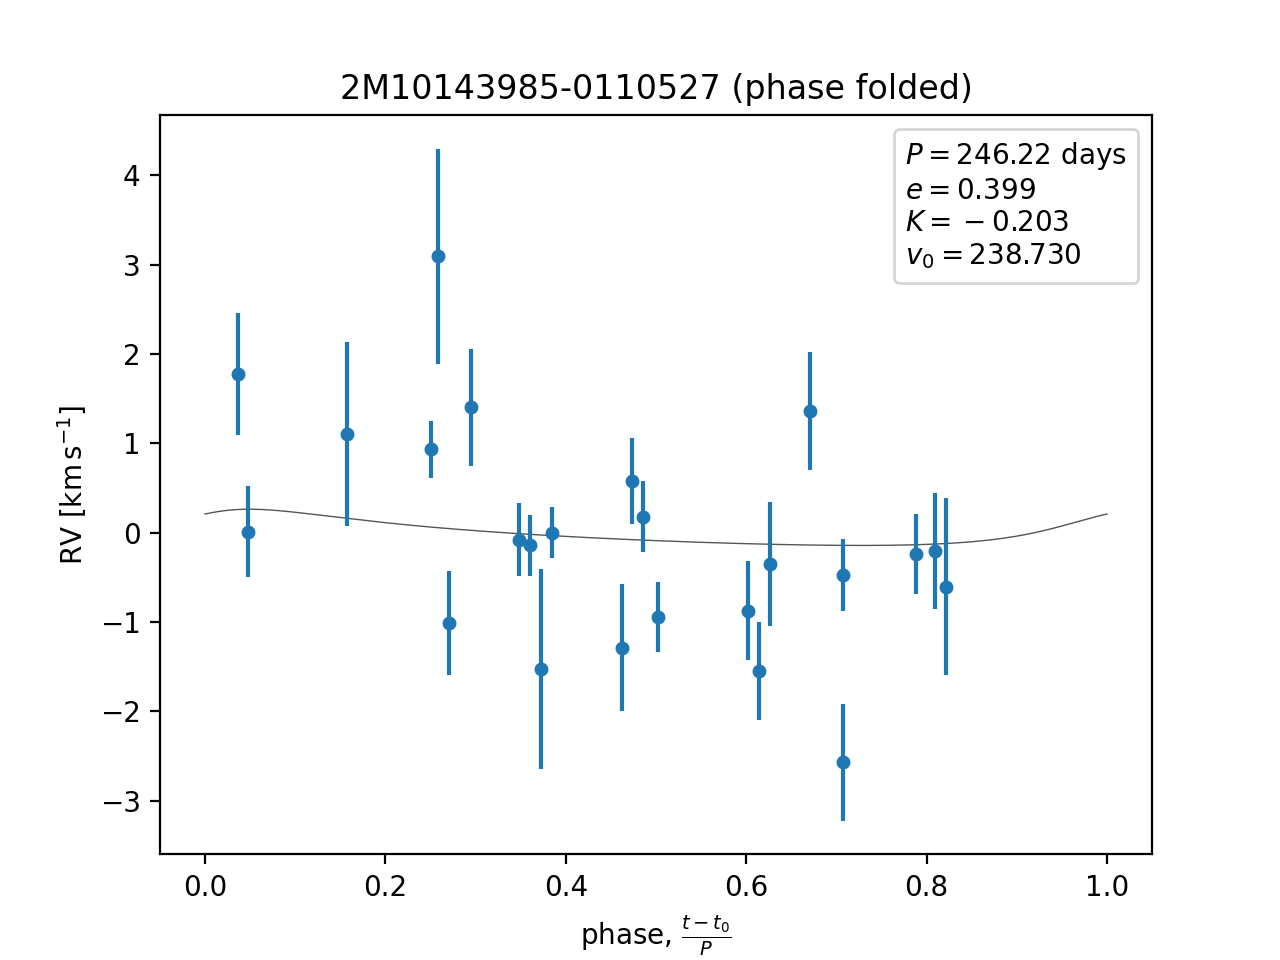 2M10143985-0110527 (phase folded)
P = 246.22 days
e = 0.399
K = −0.203
v₀ = 238.730
RV [km s⁻¹]
4
3
2
1
0
−1
−2
−3
0.0 0.2 0.4 0.6 0.8 1.0
phase, (t − t₀)/P